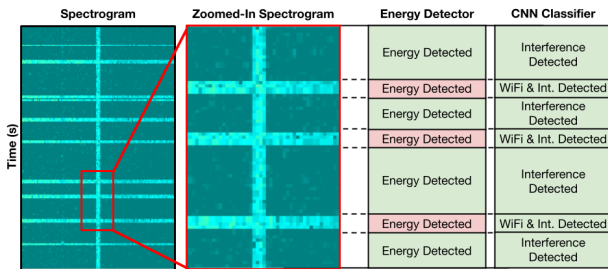 Spectrogram
Zoomed-In Spectrogram
Energy Detector
CNN Classifier
Time (s)
Energy Detected
Interference
Detected
Energy Detected
WiFi & Int. Detected
Energy Detected
Interference
Detected
Energy Detected
WiFi & Int. Detected
Energy Detected
Interference
Detected
Energy Detected
WiFi & Int. Detected
Energy Detected
Interference
Detected